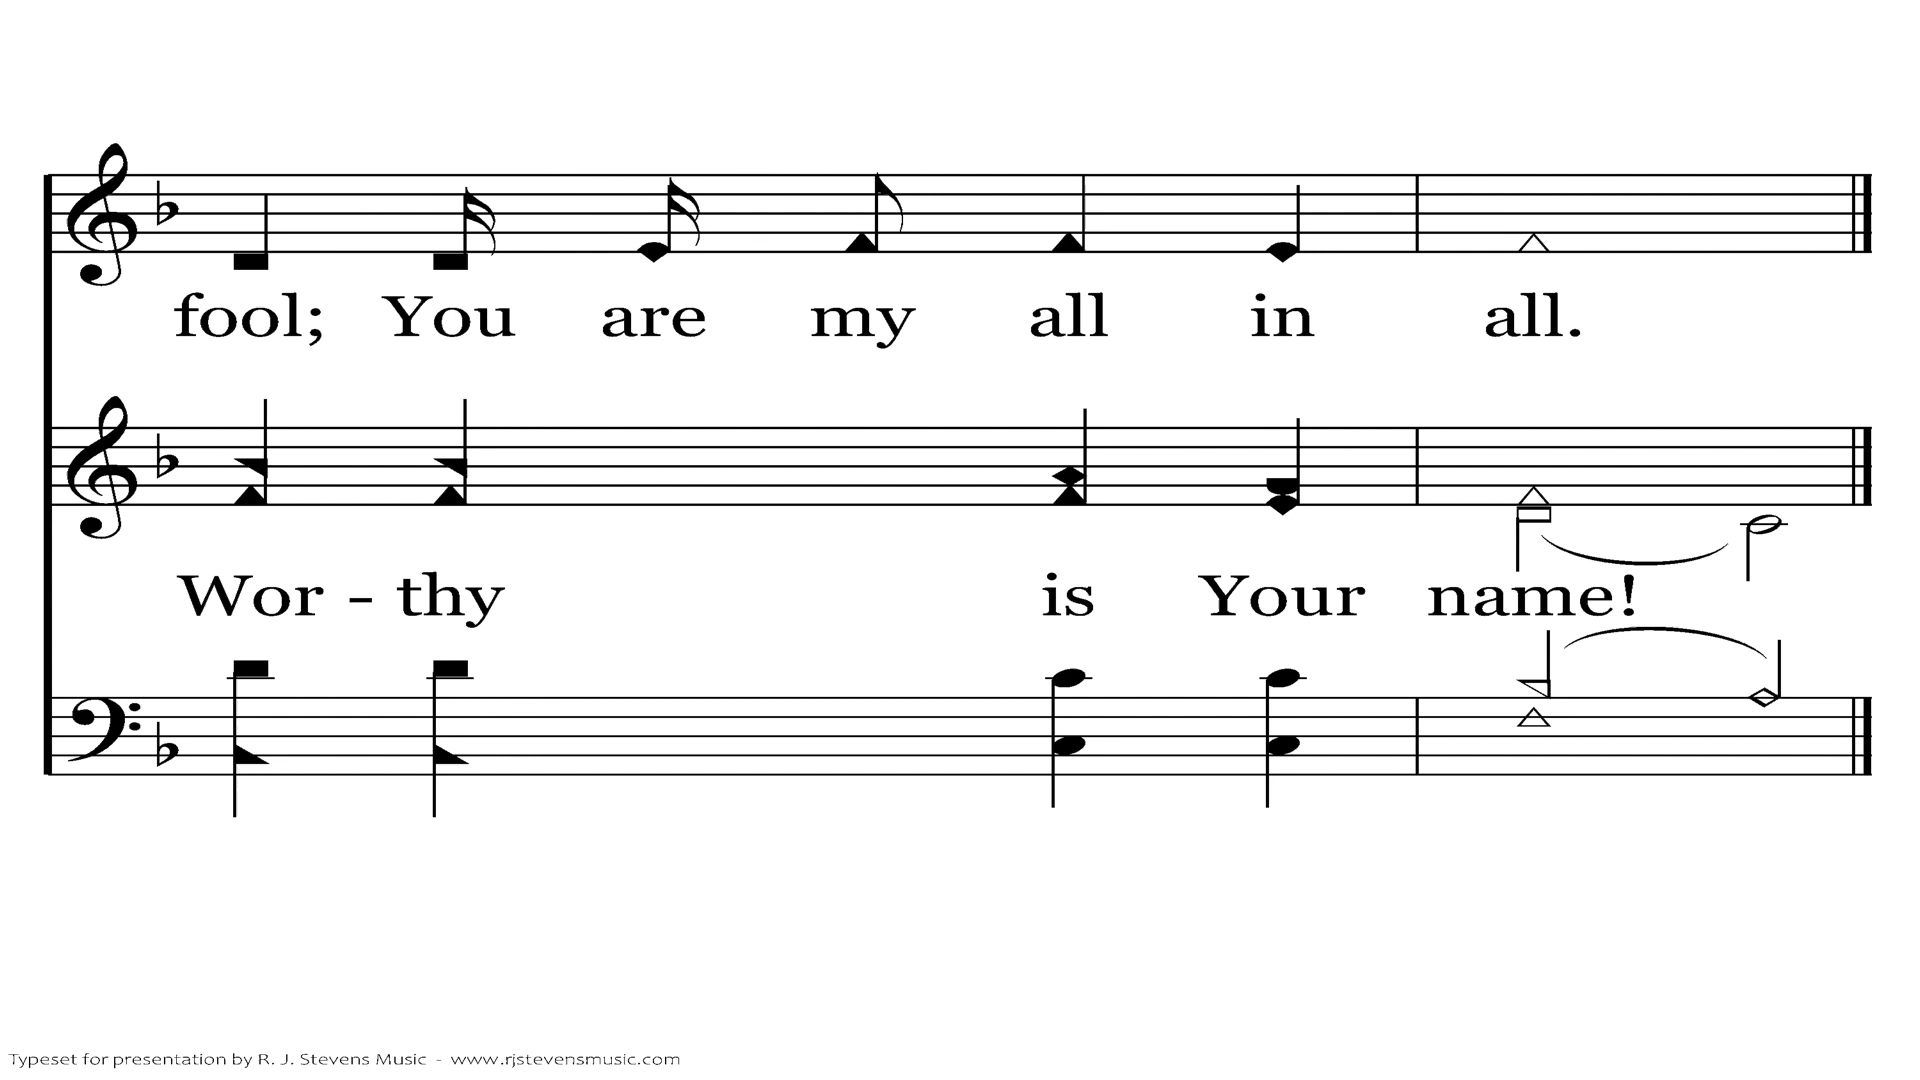 fool; You are my all in all.
Wor - thy is Your name!
Typeset for presentation by R. J. Stevens Music - www.rjstevensmusic.com